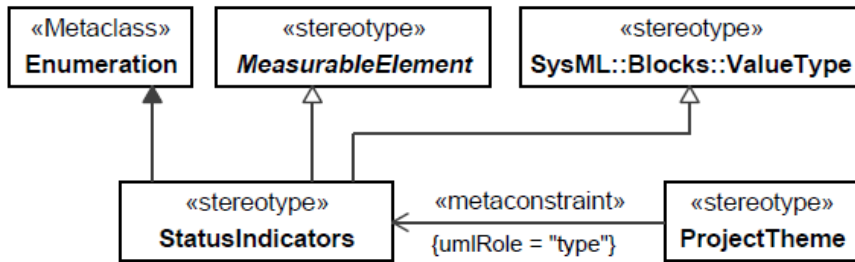 «Metaclass»
Enumeration
«stereotype»
MeasurableElement
«stereotype»
SysML::Blocks::ValueType
«stereotype»
StatusIndicators
«metaconstraint»
{umlRole = "type"}
«stereotype»
ProjectTheme